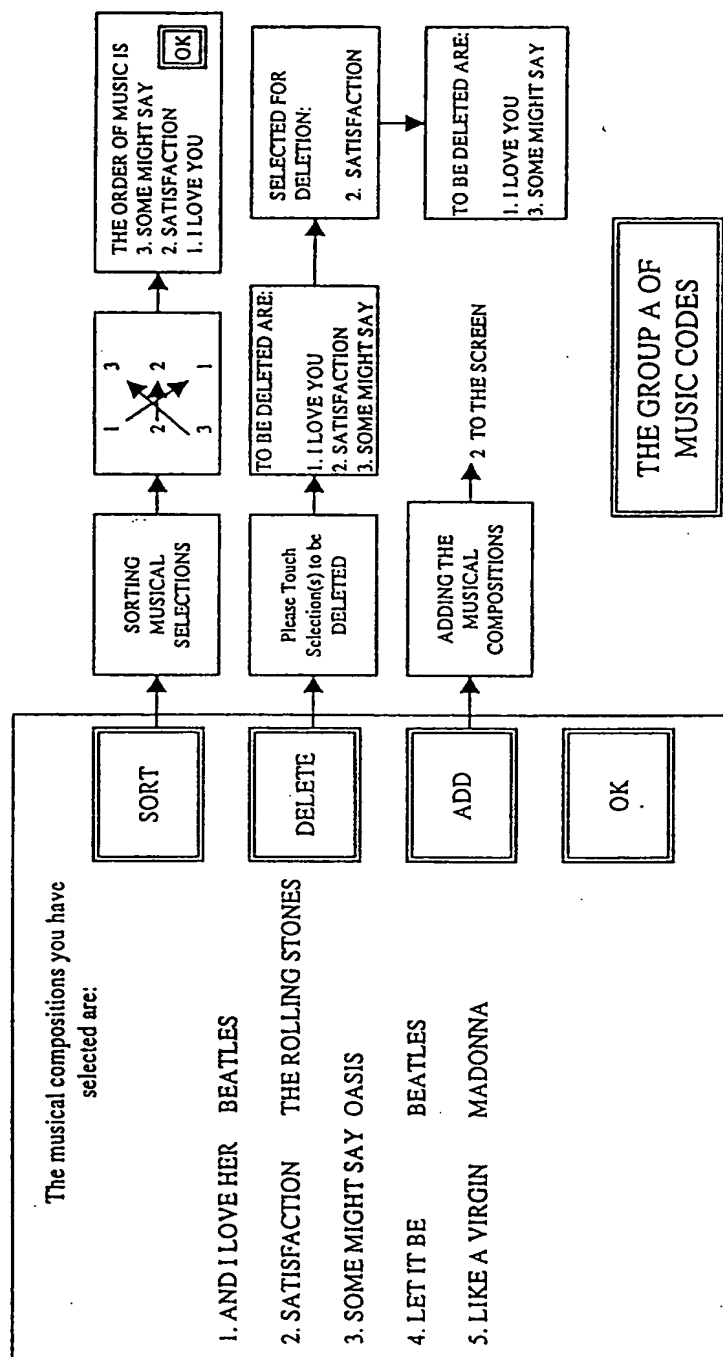 The musical compositions you have
selected are:
1. AND I LOVE HER BEATLES
2. SATISFACTION THE ROLLING STONES
3. SOME MIGHT SAY OASIS
4. LET IT BE BEATLES
5. LIKE A VIRGIN MADONNA
SORT
DELETE
ADD
OK
SORTING
MUSICAL
SELECTIONS
1 3
2 2
3 1
THE ORDER OF MUSIC IS
3. SOME MIGHT SAY
2. SATISFACTION
1. I LOVE YOU
OK
Please Touch
Selection(s) to be
DELETED
TO BE DELETED ARE:
1. I LOVE YOU
2. SATISFACTION
3. SOME MIGHT SAY
SELECTED FOR
DELETION:
2. SATISFACTION
TO BE DELETED ARE:
1. I LOVE YOU
3. SOME MIGHT SAY
ADDING THE
MUSICAL
COMPOSITIONS
2 TO THE SCREEN
THE GROUP A OF
MUSIC CODES